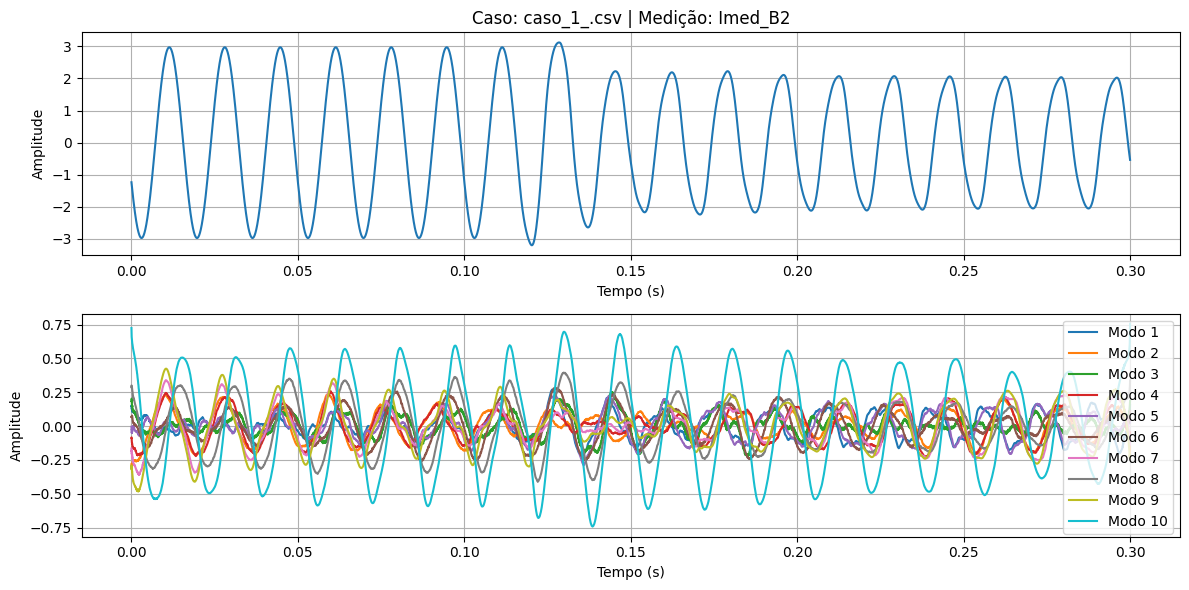 Caso: caso_1_.csv | Medição: Imed_B2
Amplitude
3
2
1
0
−1
−2
−3
0.00 0.05 0.10 0.15 0.20 0.25 0.30
Tempo (s)
Amplitude
0.75
0.50
0.25
0.00
−0.25
−0.50
−0.75
Modo 1
Modo 2
Modo 3
Modo 4
Modo 5
Modo 6
Modo 7
Modo 8
Modo 9
Modo 10
0.00 0.05 0.10 0.15 0.20 0.25 0.30
Tempo (s)